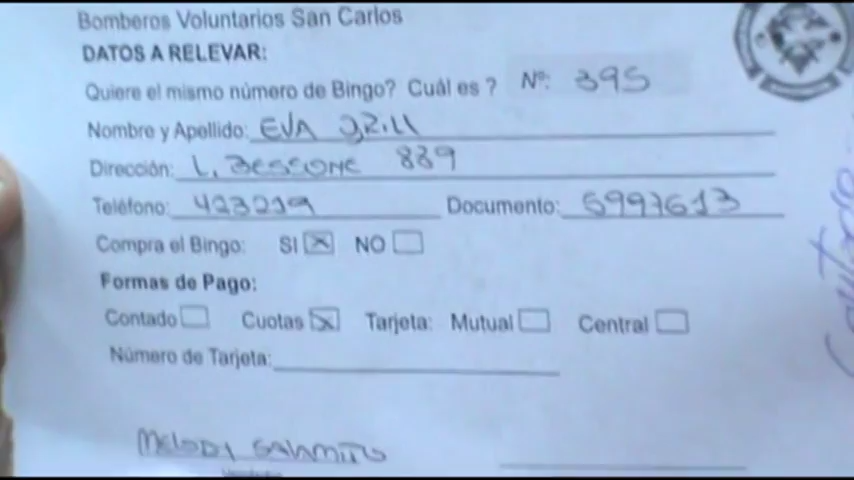 Bomberos Voluntarios San Carlos
DATOS A RELEVAR:
Quiere el mismo número de Bingo? Cuál es ? Nº: 395
Nombre y Apellido: EVA
Dirección: L. BESSONE 889
Teléfono: 423219 Documento: 5997613
Compra el Bingo: SI NO
Formas de Pago:
Contado Cuotas Tarjeta: Mutual Central
Número de Tarjeta:
MELODY